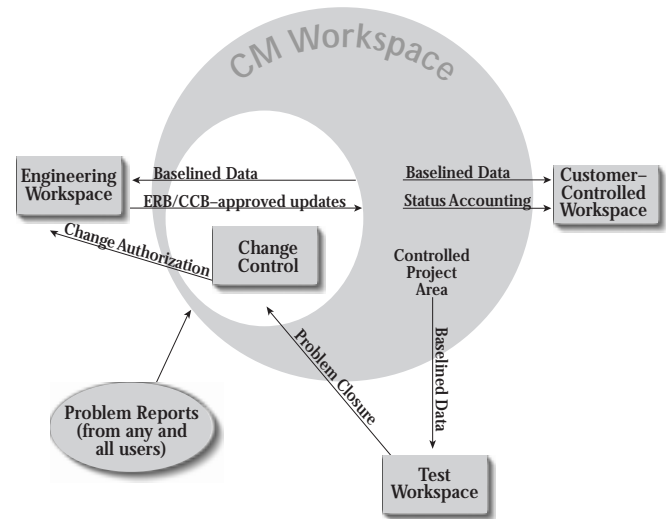 CM Workspace
Engineering
Workspace
Baselined Data
ERB/CCB–approved updates
Change Authorization
Change
Control
Baselined Data
Status Accounting
Customer–
Controlled
Workspace
Controlled
Project
Area
Problem Closure
Baselined Data
Problem Reports
(from any and
all users)
Test
Workspace